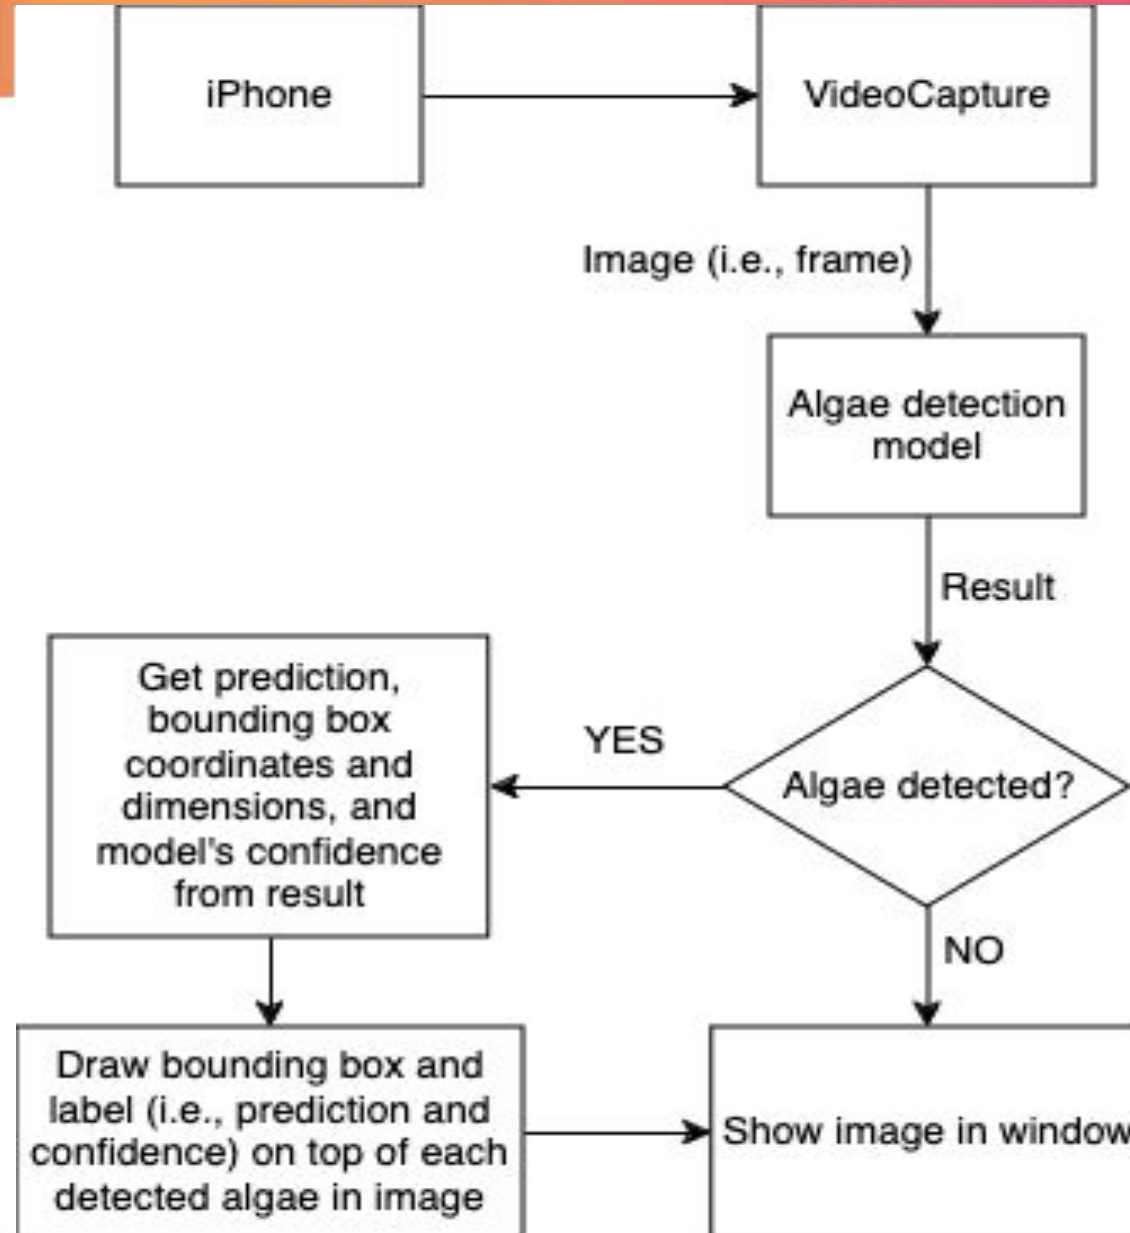 iPhone
VideoCapture
Image (i.e., frame)
Algae detection
model
Result
Algae detected?
YES
NO
Get prediction,
bounding box
coordinates and
dimensions, and
model's confidence
from result
Draw bounding box and
label (i.e., prediction and
confidence) on top of each
detected algae in image
Show image in window